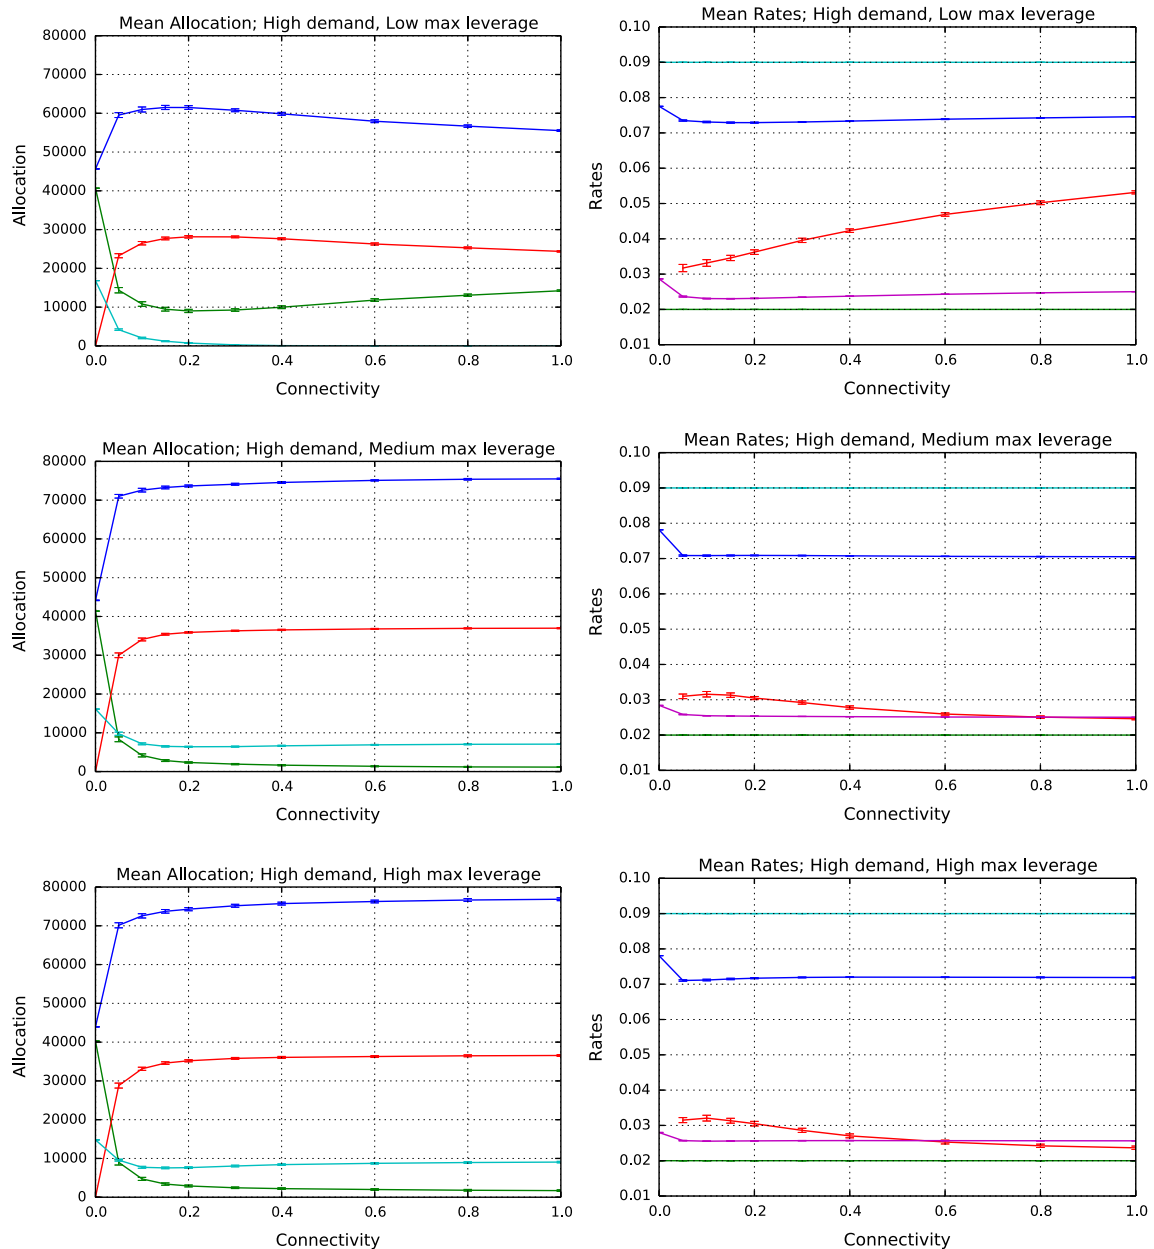 Mean Allocation; High demand, Low max leverage
80000
70000
60000
50000
40000
30000
20000
10000
0
0.0 0.2 0.4 0.6 0.8 1.0
Allocation
Connectivity
Mean Rates; High demand, Low max leverage
0.10
0.09
0.08
0.07
0.06
0.05
0.04
0.03
0.02
0.01
0.0 0.2 0.4 0.6 0.8 1.0
Rates
Connectivity
Mean Allocation; High demand, Medium max leverage
80000
70000
60000
50000
40000
30000
20000
10000
0
0.0 0.2 0.4 0.6 0.8 1.0
Allocation
Connectivity
Mean Rates; High demand, Medium max leverage
0.10
0.09
0.08
0.07
0.06
0.05
0.04
0.03
0.02
0.01
0.0 0.2 0.4 0.6 0.8 1.0
Rates
Connectivity
Mean Allocation; High demand, High max leverage
80000
70000
60000
50000
40000
30000
20000
10000
0
0.0 0.2 0.4 0.6 0.8 1.0
Allocation
Connectivity
Mean Rates; High demand, High max leverage
0.10
0.09
0.08
0.07
0.06
0.05
0.04
0.03
0.02
0.01
0.0 0.2 0.4 0.6 0.8 1.0
Rates
Connectivity